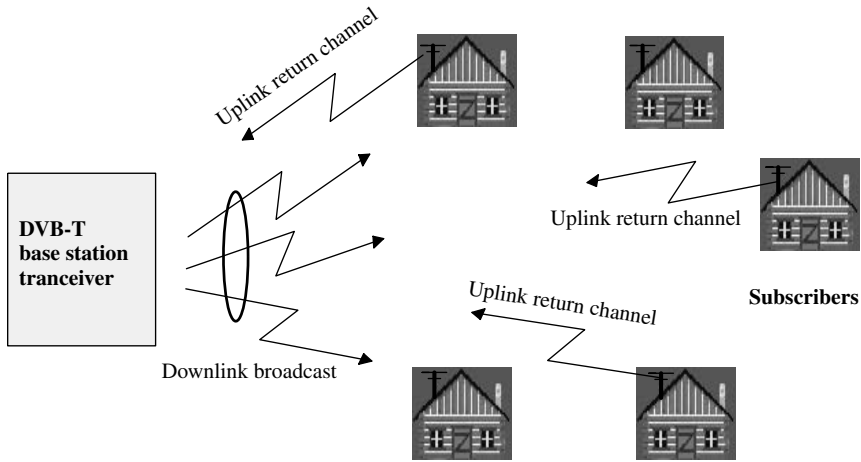 Uplink return channel
DVB-T
base station
tranceiver
Uplink return channel
Uplink return channel
Subscribers
Downlink broadcast